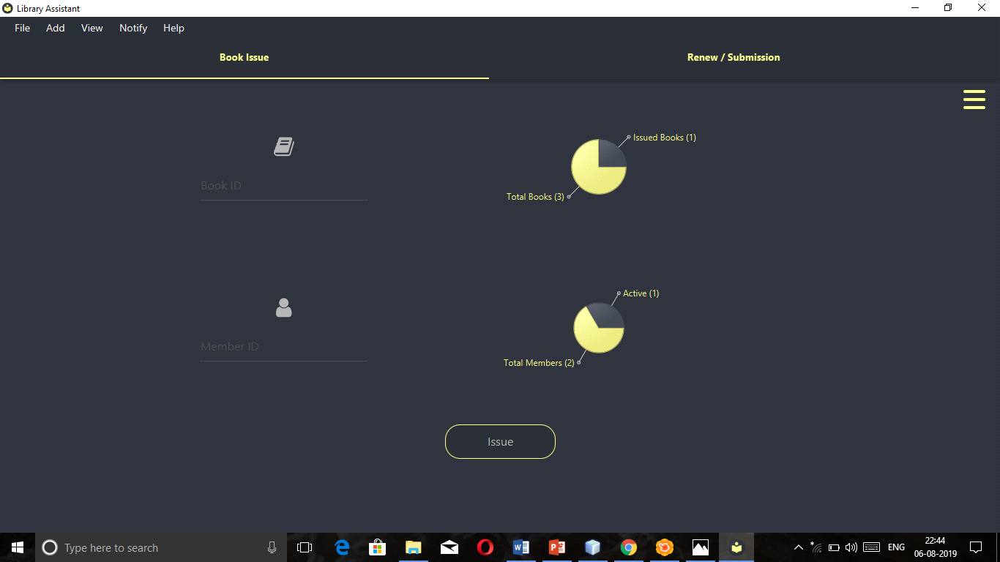 Library Assistant
File Add View Notify Help
Book Issue Renew / Submission
Issued Books (1)
Book ID
Total Books (3)
Active (1)
Member ID
Total Members (2)
Issue
Type here to search
ENG
22:44
06-08-2019